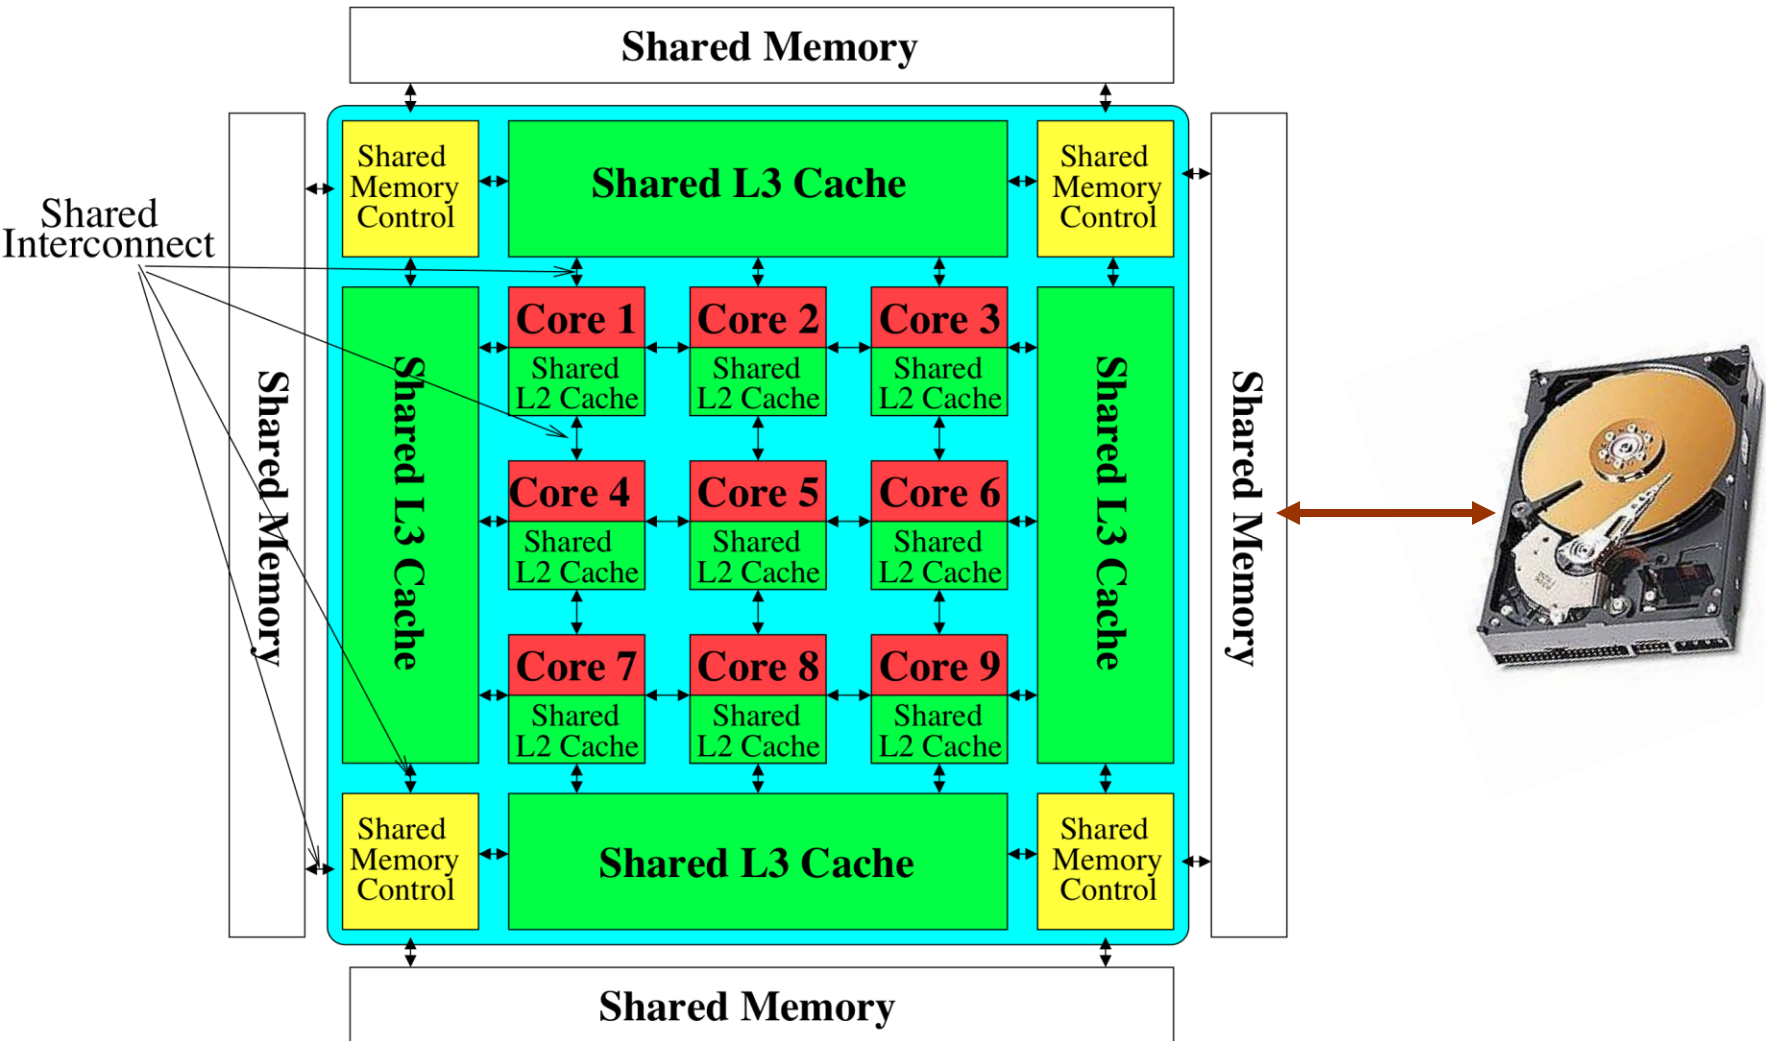 Shared Memory
Shared
Memory
Control
Shared L3 Cache
Shared
Memory
Control
Shared
Interconnect
Shared Memory
Shared L3 Cache
Core 1
Shared
L2 Cache
Core 2
Shared
L2 Cache
Core 3
Shared
L2 Cache
Core 4
Shared
L2 Cache
Core 5
Shared
L2 Cache
Core 6
Shared
L2 Cache
Core 7
Shared
L2 Cache
Core 8
Shared
L2 Cache
Core 9
Shared
L2 Cache
Shared L3 Cache
Shared Memory
Shared
Memory
Control
Shared L3 Cache
Shared
Memory
Control
Shared Memory